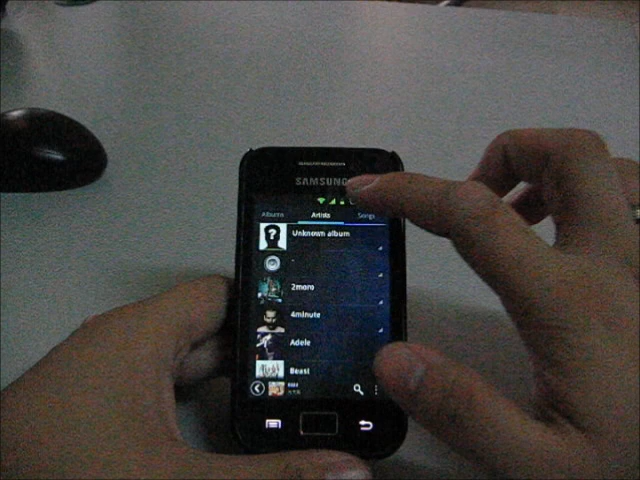 SAMSUNG
Albums Artists Songs
Unknown album
-
2moro
4minute
Adele
Beast